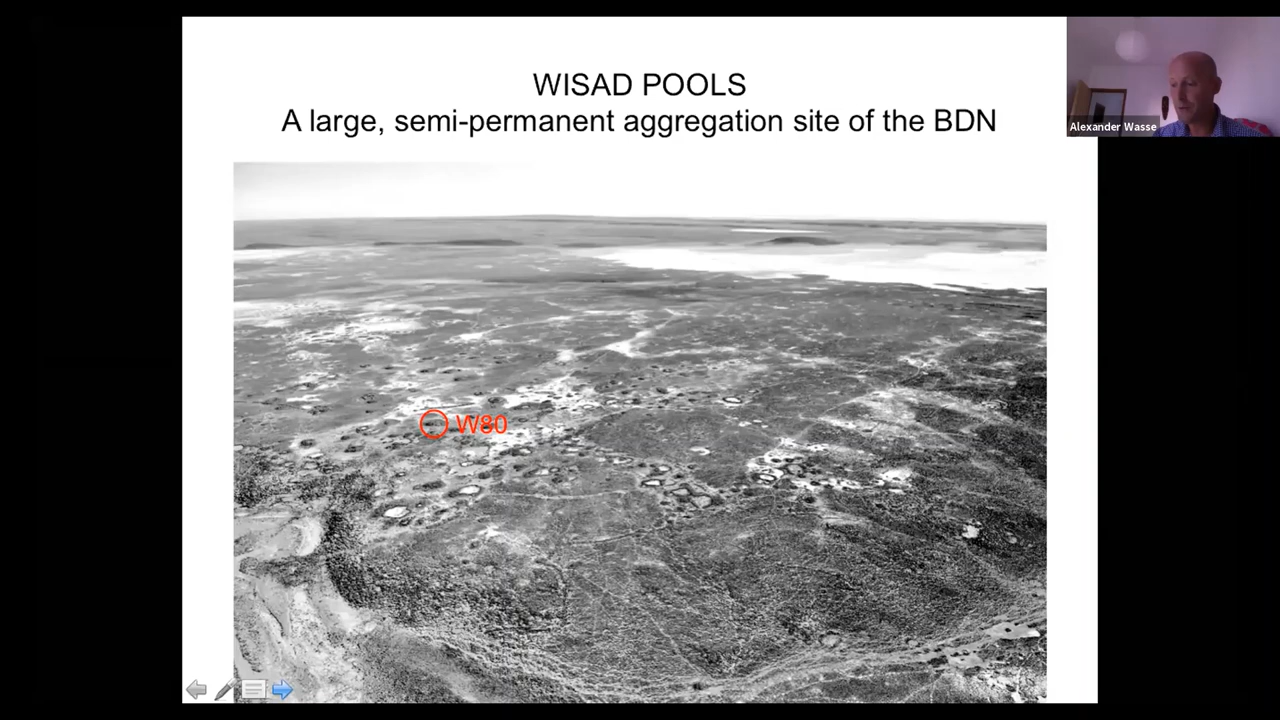 WISAD POOLS
A large, semi-permanent aggregation site of the BDN
Alexander Wasse
W80